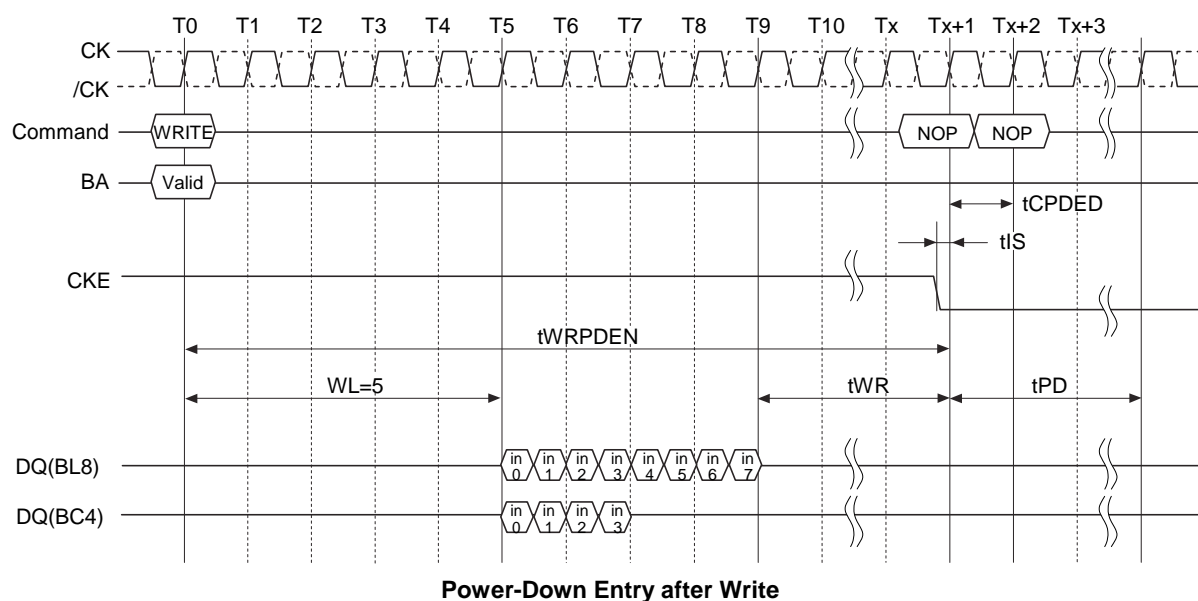 T0 T1 T2 T3 T4 T5 T6 T7 T8 T9 T10 Tx Tx+1 Tx+2 Tx+3
CK
/CK
Command WRITE NOP NOP
BA Valid
tCPDED
tIS
CKE
tWRPDEN
WL=5 tWR tPD
DQ(BL8) in 0 in 1 in 2 in 3 in 4 in 5 in 6 in 7
DQ(BC4) in 0 in 1 in 2 in 3
Power-Down Entry after Write